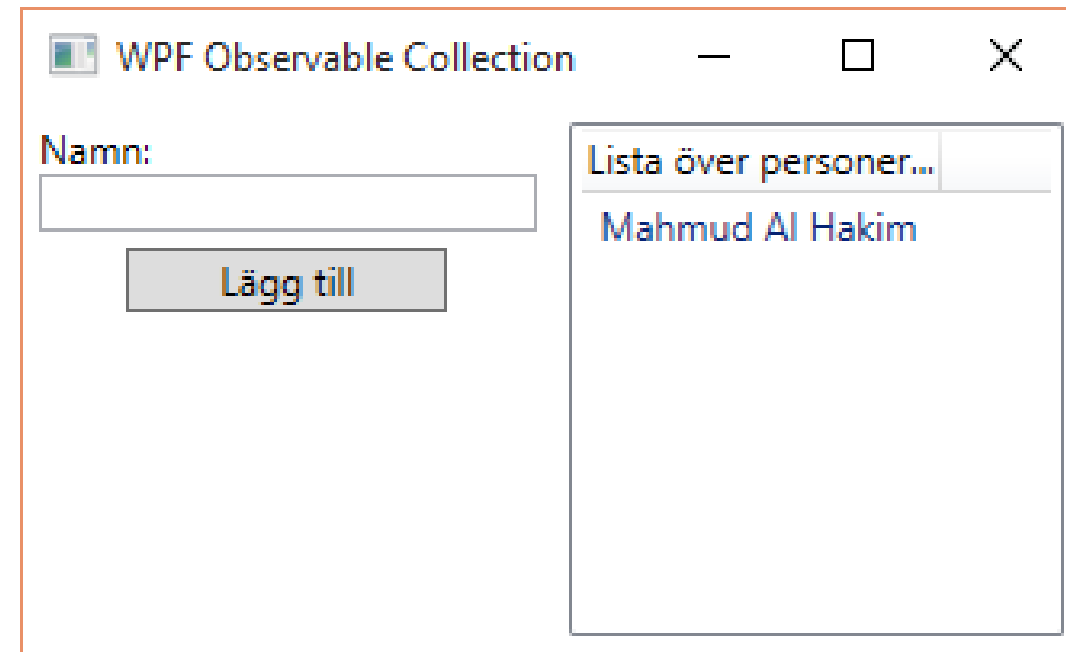 WPF Observable Collection
Namn:
Lägg till
Lista över personer...
Mahmud Al Hakim